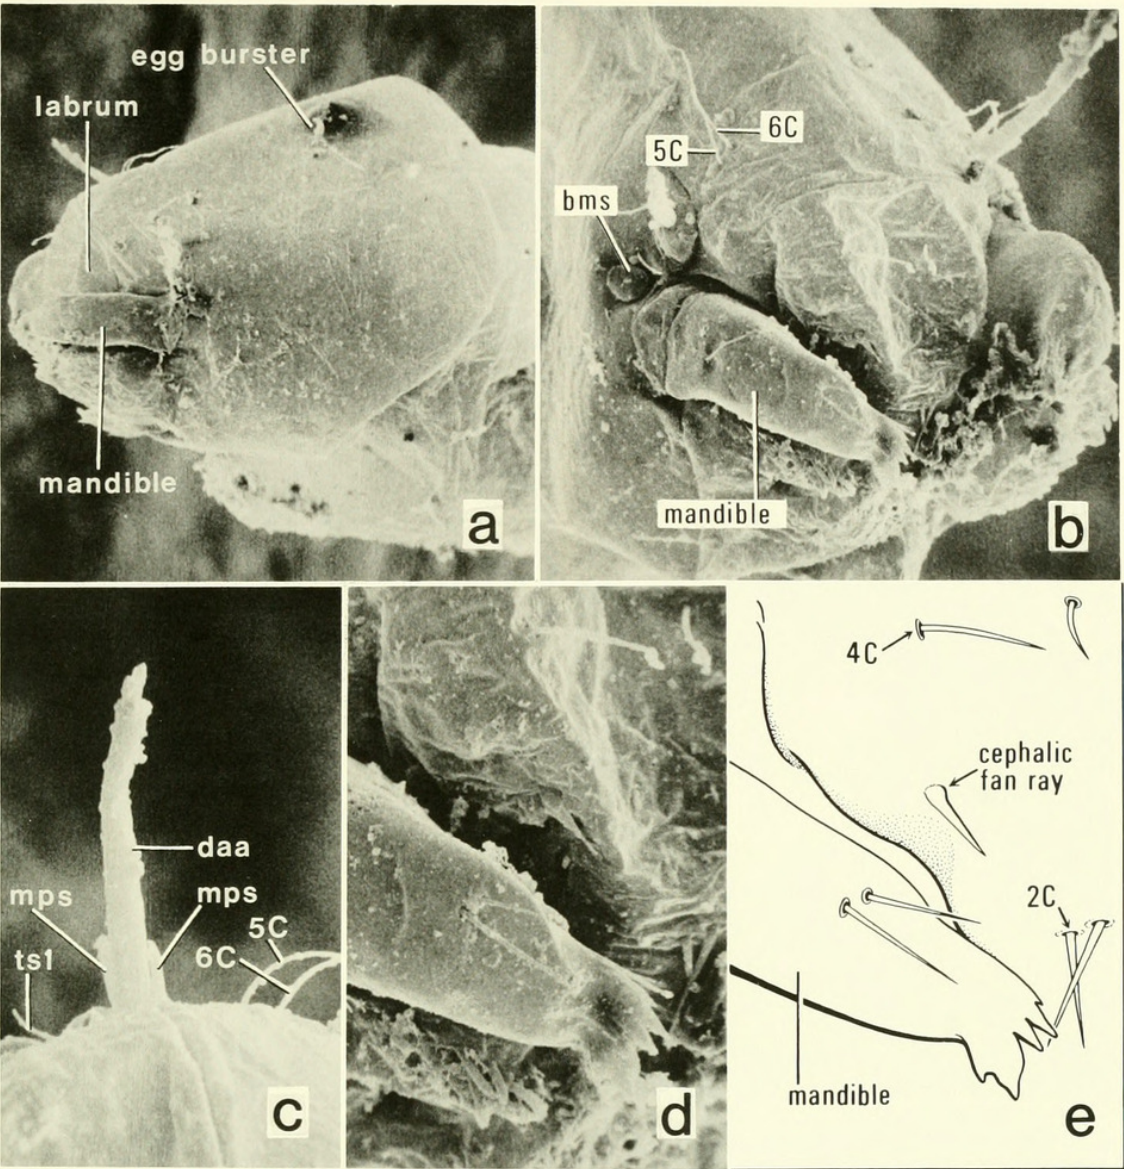 egg burster
labrum
mandible
a
6C
5C
bms
mandible
b
daa
mps
mps
5C
6C
ts1
c
d
4C
cephalic
fan ray
2C
mandible
e